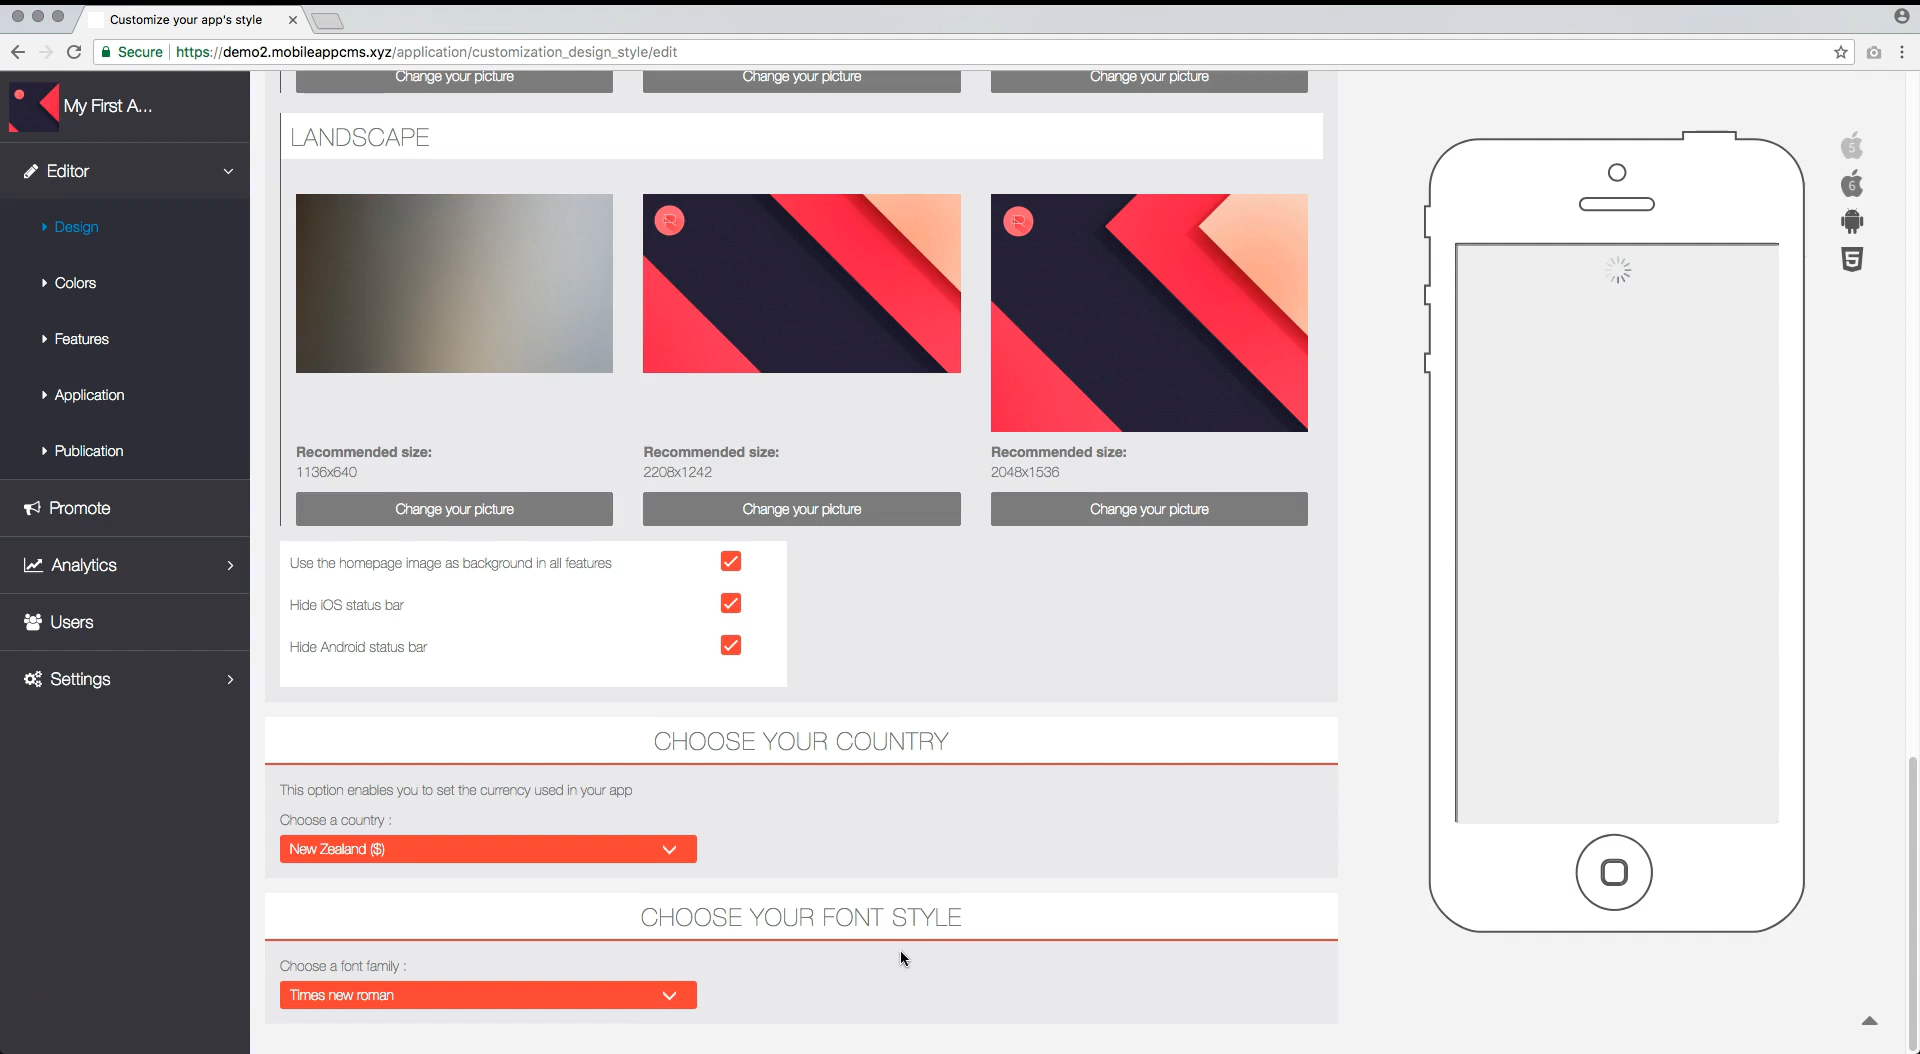 Customize your app's style
Secure https://demo2.mobileappcms.xyz/application/customization_design_style/edit
My First A...
Editor
Design
Colors
Features
Application
Publication
Promote
Analytics
Users
Settings
Change your picture Change your picture Change your picture
LANDSCAPE
Recommended size: Recommended size: Recommended size:
1136x640 2208x1242 2048x1536
Change your picture Change your picture Change your picture
Use the homepage image as background in all features
Hide iOS status bar
Hide Android status bar
CHOOSE YOUR COUNTRY
This option enables you to set the currency used in your app
Choose a country :
New Zealand ($)
CHOOSE YOUR FONT STYLE
Choose a font family :
Times new roman
5
6
5